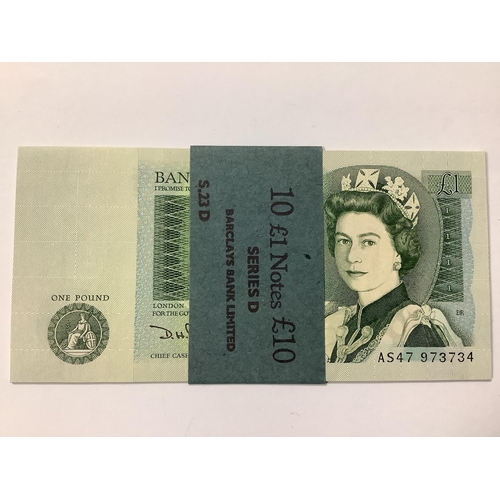 BAN
I PROMISE TO
£1
ONE POUND
LONDON
FOR THE GO
D.H.
CHIEF CASH
ER
AS47 973734
10 £1 Notes £10
SERIES D
BARCLAYS BANK LIMITED
S.23 D